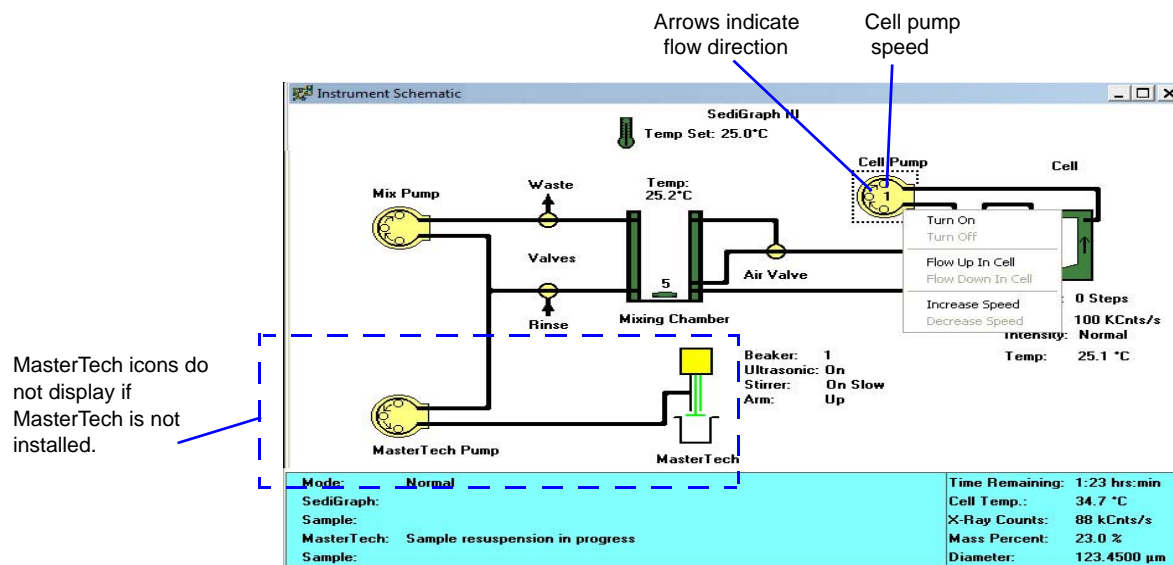 Arrows indicate
flow direction
Cell pump
speed
Instrument Schematic
SediGraph III
Temp Set: 25.0°C
Cell Pump
1
Cell
Mix Pump
Waste
Temp:
25.2°C
Turn On
Turn Off
Flow Up In Cell
Flow Down In Cell
Increase Speed
Decrease Speed
Valves
Air Valve
5
Rinse
Mixing Chamber
0 Steps
100 KCnts/s
Intensity: Normal
Temp: 25.1 °C
MasterTech icons do
not display if
MasterTech is not
installed.
Beaker: 1
Ultrasonic: On
Stirrer: On Slow
Arm: Up
MasterTech Pump
MasterTech
Mode: Normal
SediGraph:
Sample:
MasterTech: Sample resuspension in progress
Sample:
Time Remaining: 1:23 hrs:min
Cell Temp.: 34.7 °C
X-Ray Counts: 88 kCnts/s
Mass Percent: 23.0 %
Diameter: 123.4500 µm